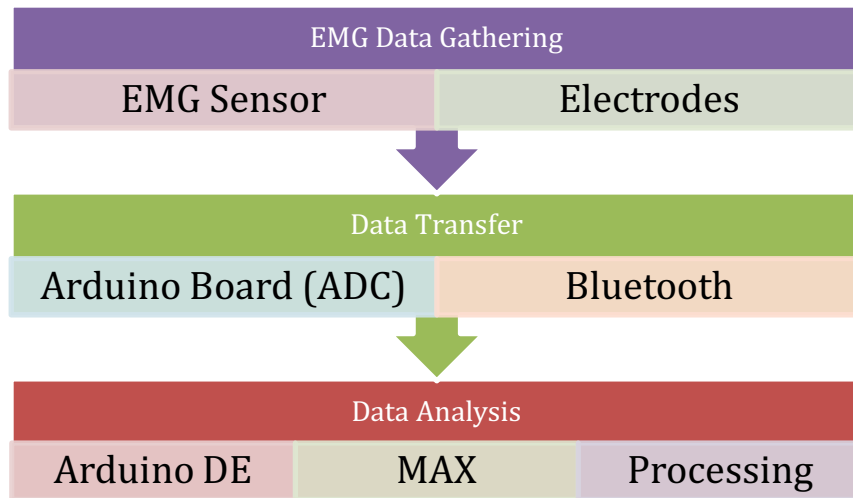 EMG Data Gathering
EMG Sensor Electrodes
Data Transfer
Arduino Board (ADC) Bluetooth
Data Analysis
Arduino DE MAX Processing